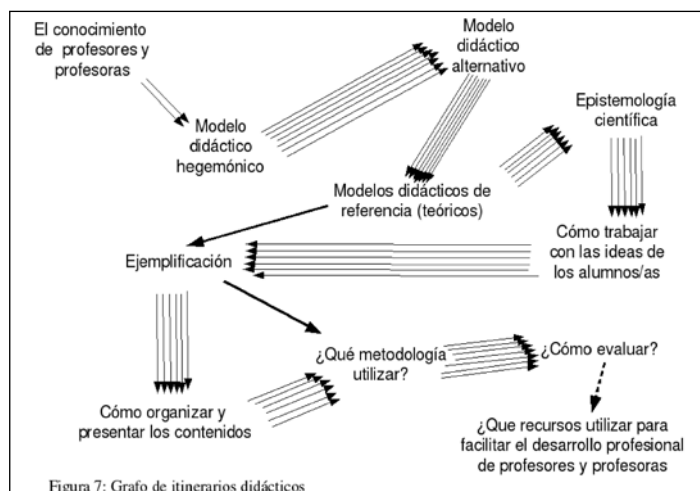 El conocimiento
de profesores y
profesoras
Modelo
didáctico
alternativo
Modelo
didáctico
hegemónico
Epistemología
científica
Modelos didácticos de
referencia (teóricos)
Cómo trabajar
con las ideas de
los alumnos/as
Ejemplificación
¿Qué metodología
utilizar?
¿Cómo evaluar?
Cómo organizar y
presentar los contenidos
¿Que recursos utilizar para
facilitar el desarrollo profesional
de profesores y profesoras
Figura 7: Grafo de itinerarios didácticos